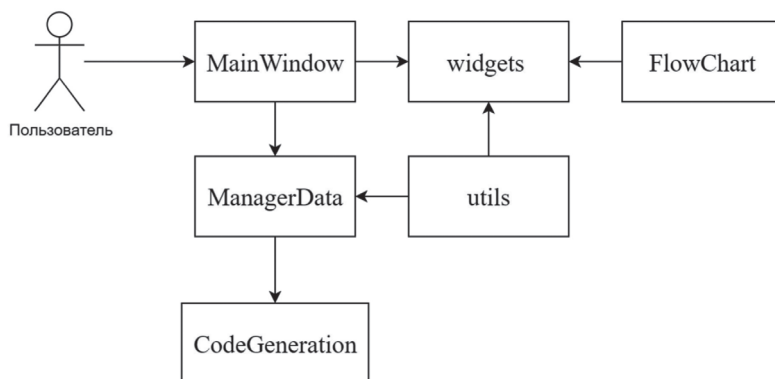 MainWindow
widgets
FlowChart
Пользователь
ManagerData
utils
CodeGeneration